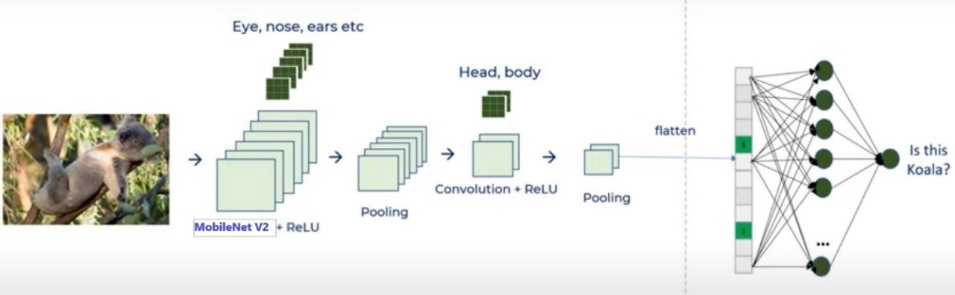 Eye, nose, ears etc
Head, body
flatten
Is this
Koala?
Convolution + ReLU
Pooling
Pooling
MobileNet V2 + ReLU
...